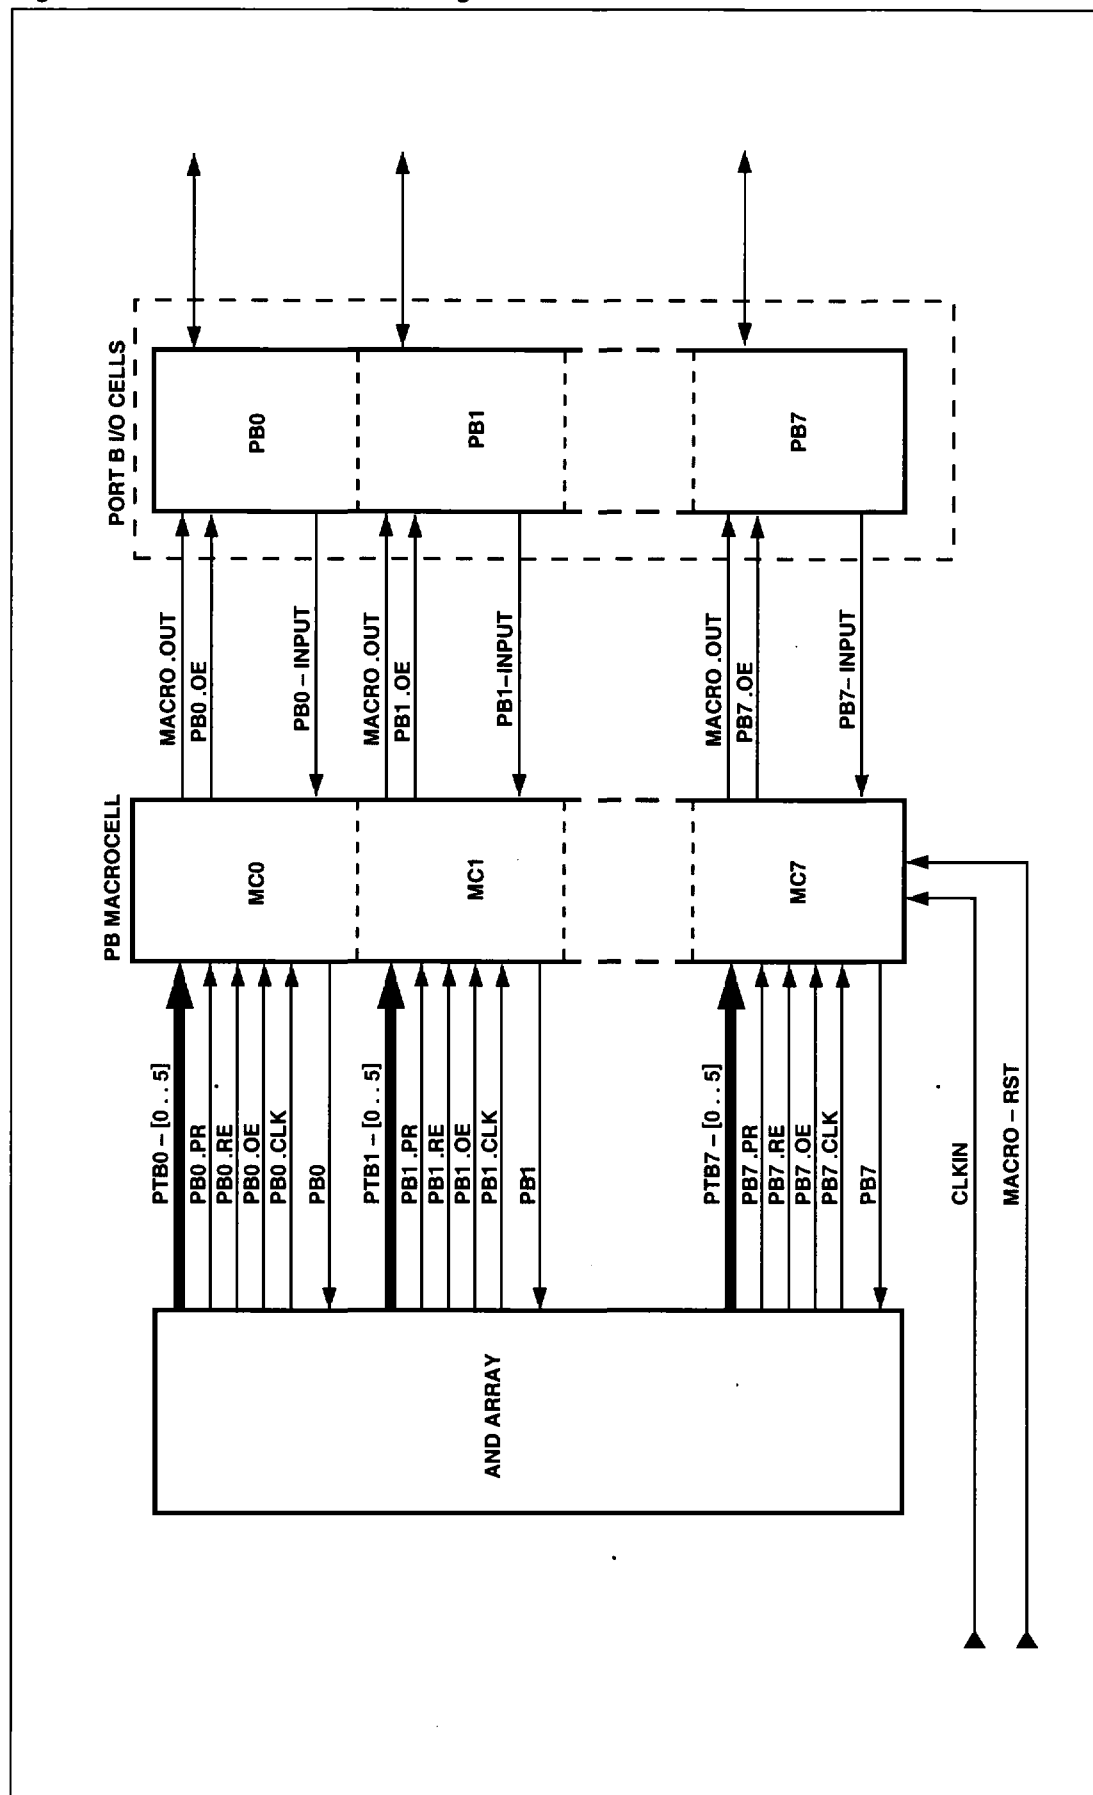 PORT B I/O CELLS
PB MACROCELL
PTB0 – [0 . . 5]
PB0 .PR
PB0 .RE
PB0 .OE
PB0 .CLK
PB0
MC0
MACRO .OUT
PB0 .OE
PB0 – INPUT
PB0
PTB1 – [0 . . 5]
PB1 .PR
PB1 .RE
PB1 .OE
PB1 .CLK
PB1
MC1
MACRO .OUT
PB1 .OE
PB1–INPUT
PB1
AND ARRAY
PTB7 – [0 . . 5]
PB7 .PR
PB7 .RE
PB7 .OE
PB7 .CLK
PB7
MC7
MACRO .OUT
PB7 .OE
PB7– INPUT
PB7
CLKIN
MACRO – RST